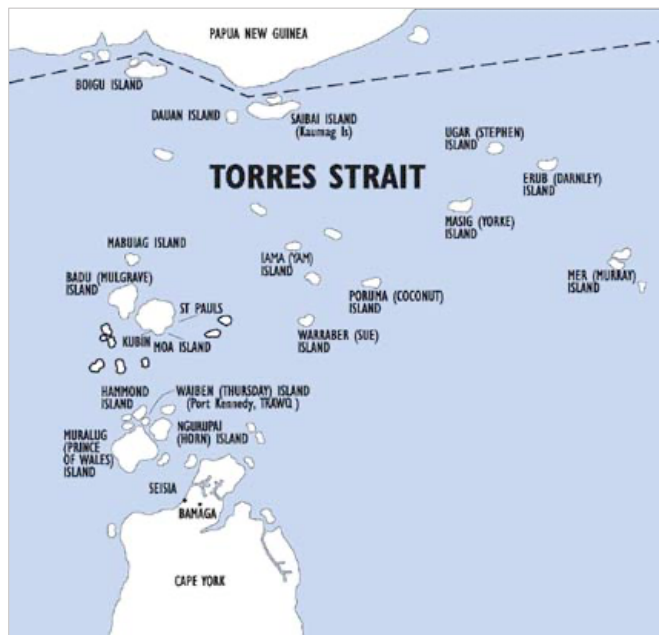 PAPUA NEW GUINEA
BOIGU ISLAND
DAUAN ISLAND
SAIBAI ISLAND
(Kaumag Is)
UGAR (STEPHEN)
ISLAND
TORRES STRAIT
ERUB (DARNLEY)
ISLAND
MASIG (YORKE)
ISLAND
MABUIAG ISLAND
IAMA (YAM)
ISLAND
BADU (MULGRAVE)
ISLAND
MER (MURRAY)
ISLAND
PORUMA (COCONUT)
ISLAND
ST PAULS
WARRABER (SUE)
ISLAND
KUBIN
MOA ISLAND
HAMMOND
ISLAND
WAIBEN (THURSDAY) ISLAND
(Port Kennedy, TRAWQ )
NGURUPAI
(HORN) ISLAND
MURALUG
(PRINCE
OF WALES)
ISLAND
SEISIA
BAMAGA
CAPE YORK